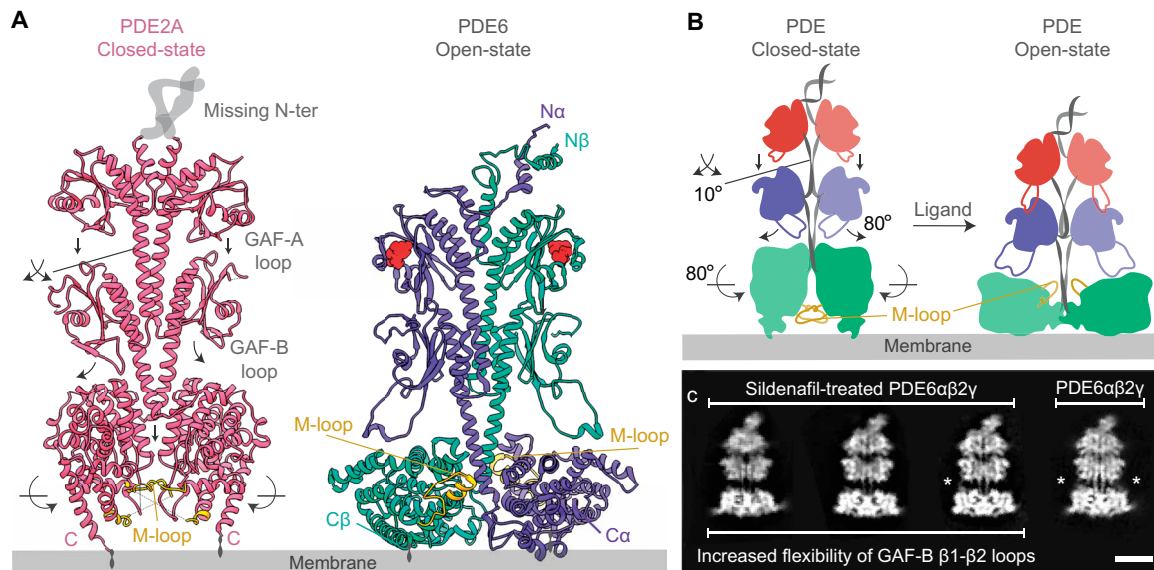 A
PDE2A
Closed-state
Missing N-ter
GAF-A
loop
GAF-B
loop
M-loop
C
C
PDE6
Open-state
Nα
Nβ
M-loop
M-loop
Cβ
Cα
Membrane
B
PDE
Closed-state
PDE
Open-state
10°
80°
Ligand
80°
M-loop
Membrane
C
Sildenafil-treated PDE6αβ2γ
PDE6αβ2γ
*
*
*
Increased flexibility of GAF-B β1-β2 loops